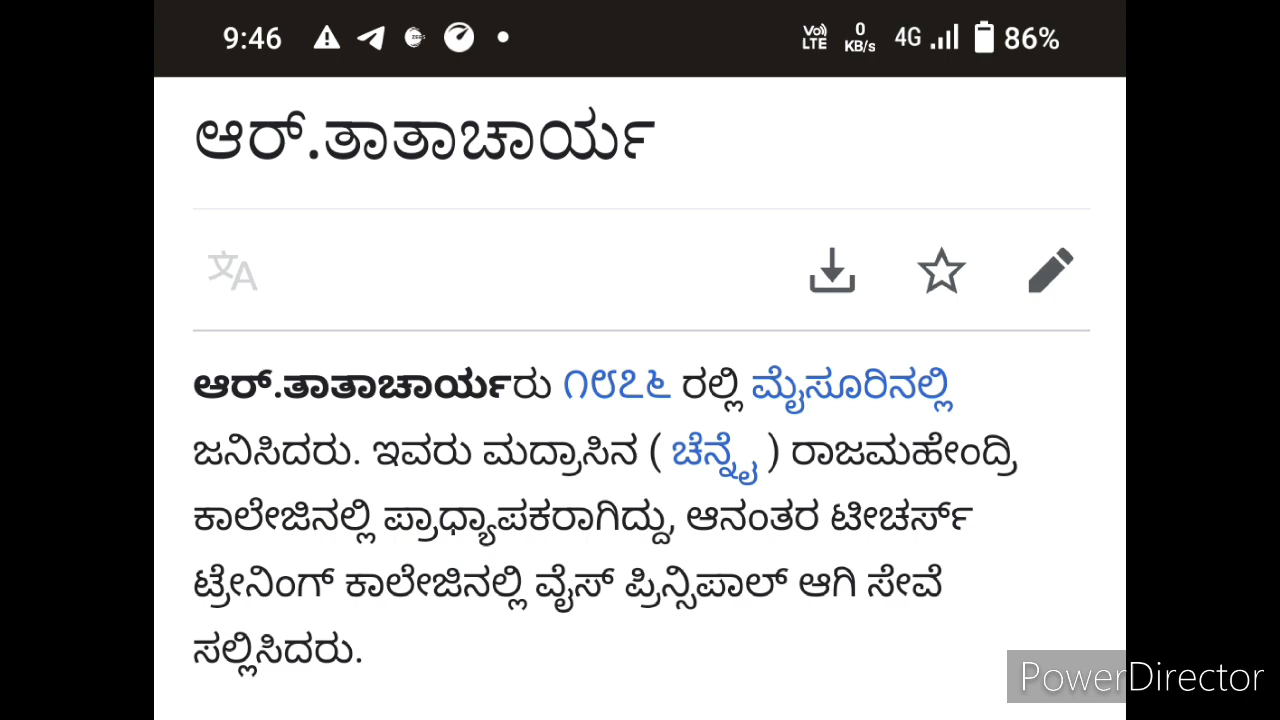 9:46
Vo)) LTE 0 KB/s 4G 86%
ಆರ್.ತಾತಾಚಾರ್ಯ
ಆರ್.ತಾತಾಚಾರ್ಯರು ೧೮೭೬ ರಲ್ಲಿ ಮೈಸೂರಿನಲ್ಲಿ
ಜನಿಸಿದರು. ಇವರು ಮದ್ರಾಸಿನ ( ಚೆನ್ನೈ ) ರಾಜಮಹೇಂದ್ರಿ
ಕಾಲೇಜಿನಲ್ಲಿ ಪ್ರಾಧ್ಯಾಪಕರಾಗಿದ್ದು, ಆನಂತರ ಟೀಚರ್ಸ್
ಟ್ರೇನಿಂಗ್ ಕಾಲೇಜಿನಲ್ಲಿ ವೈಸ್ ಪ್ರಿನ್ಸಿಪಾಲ್ ಆಗಿ ಸೇವೆ
ಸಲ್ಲಿಸಿದರು.
PowerDirector